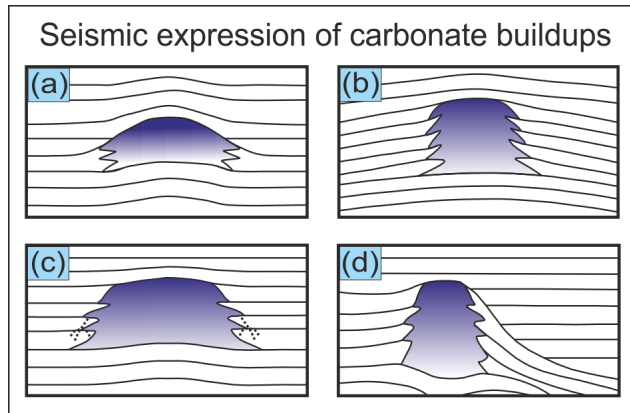 Seismic expression of carbonate buildups
(a)
(b)
(c)
(d)